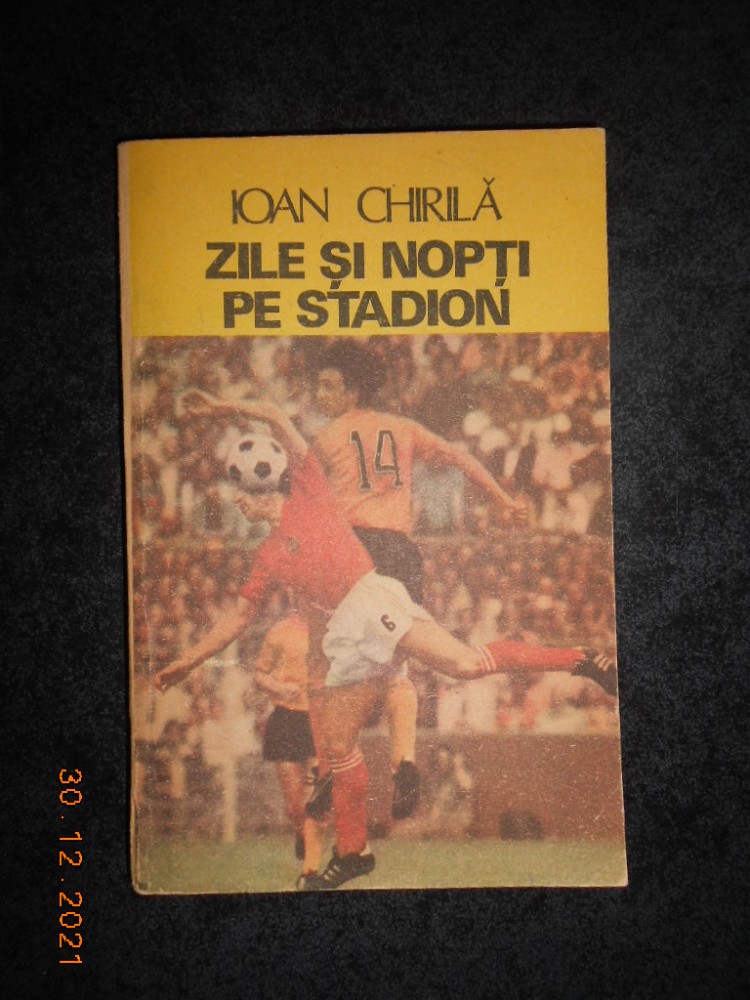 IOAN CHIRILĂ
ZILE ȘI NOPȚI
PE STADION
14
6
30.12.2021